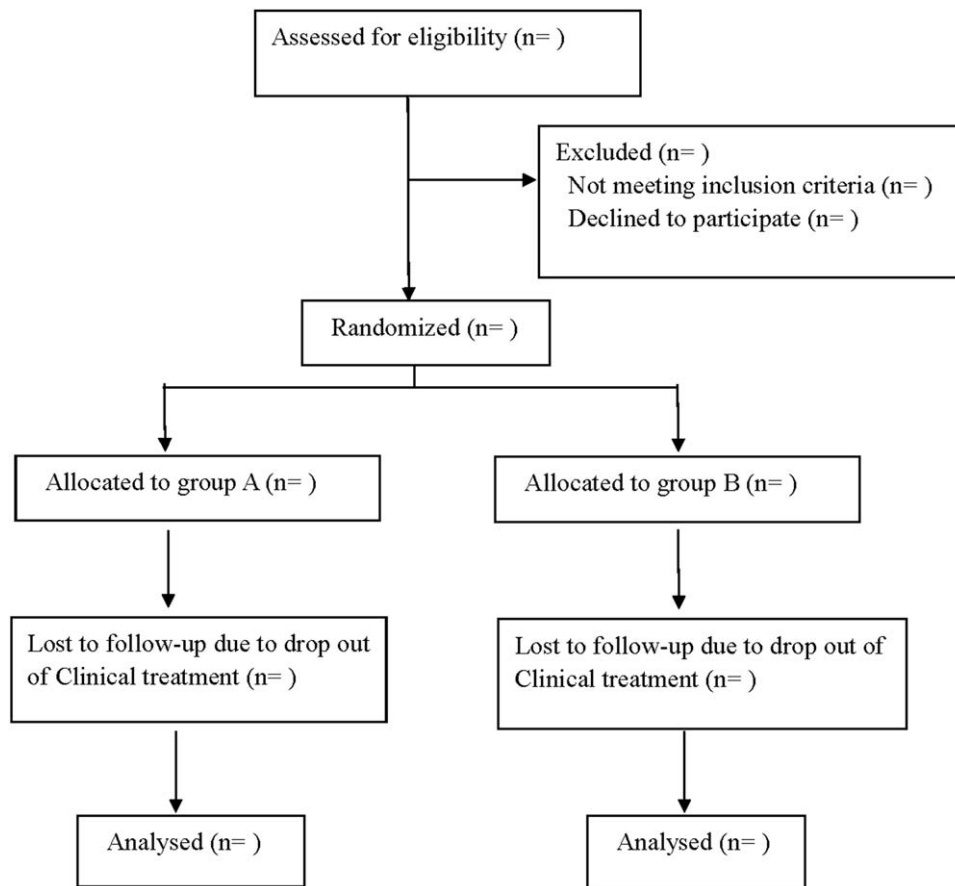 Assessed for eligibility (n= )
Excluded (n= )
Not meeting inclusion criteria (n= )
Declined to participate (n= )
Randomized (n= )
Allocated to group A (n= )
Allocated to group B (n= )
Lost to follow-up due to drop out
of Clinical treatment (n= )
Lost to follow-up due to drop out of
Clinical treatment (n= )
Analysed (n= )
Analysed (n= )